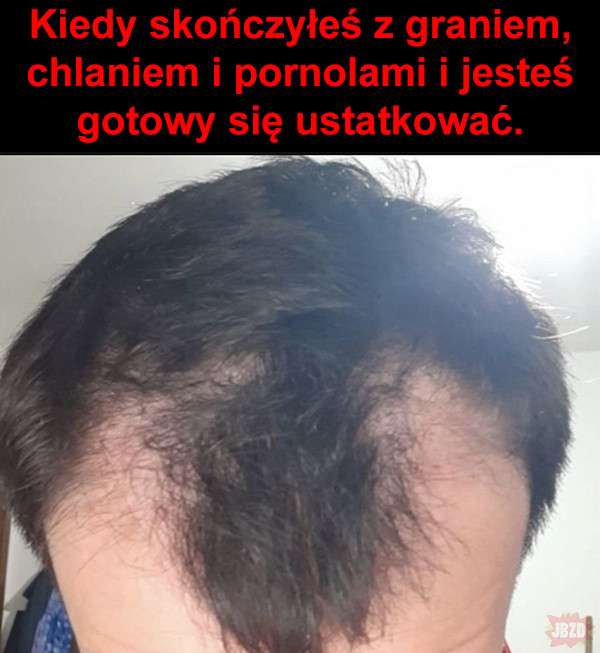 Kiedy skończyłeś z graniem,
chlaniem i pornolami i jesteś
gotowy się ustatkować.
JBZD